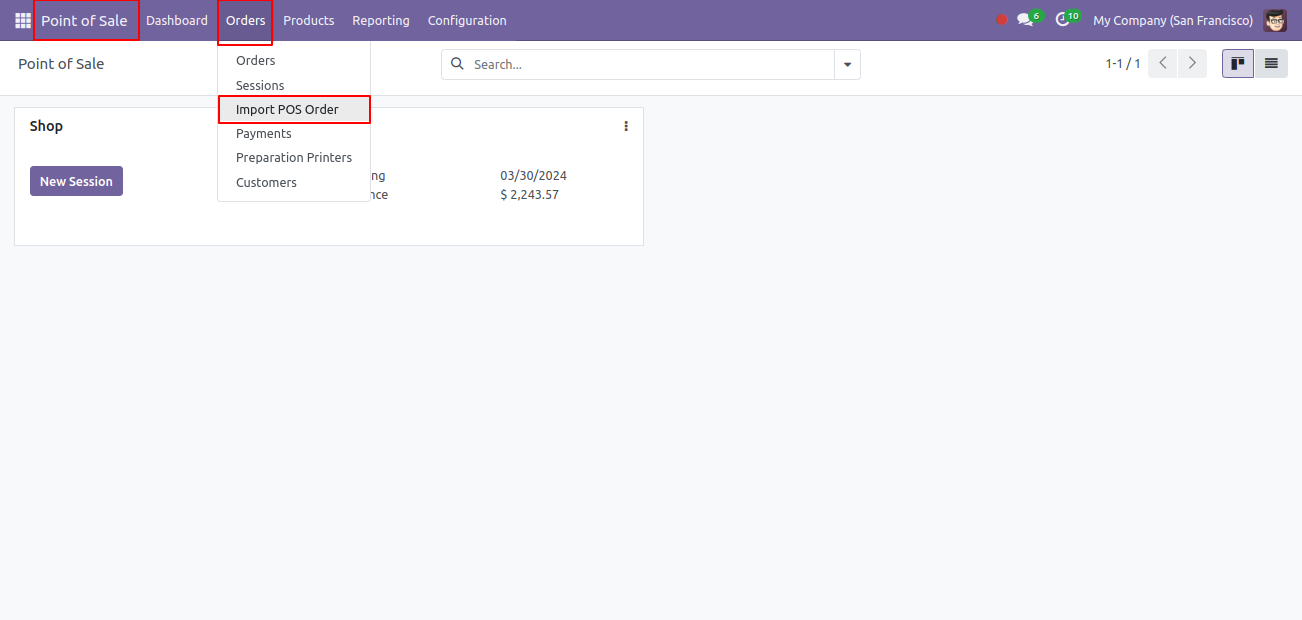 Point of Sale Dashboard Orders Products Reporting Configuration 6 10 My Company (San Francisco)
Point of Sale Search... 1-1 / 1
Orders
Sessions
Import POS Order
Payments
Preparation Printers
Customers
Shop
New Session
ng 03/30/2024
nce $ 2,243.57